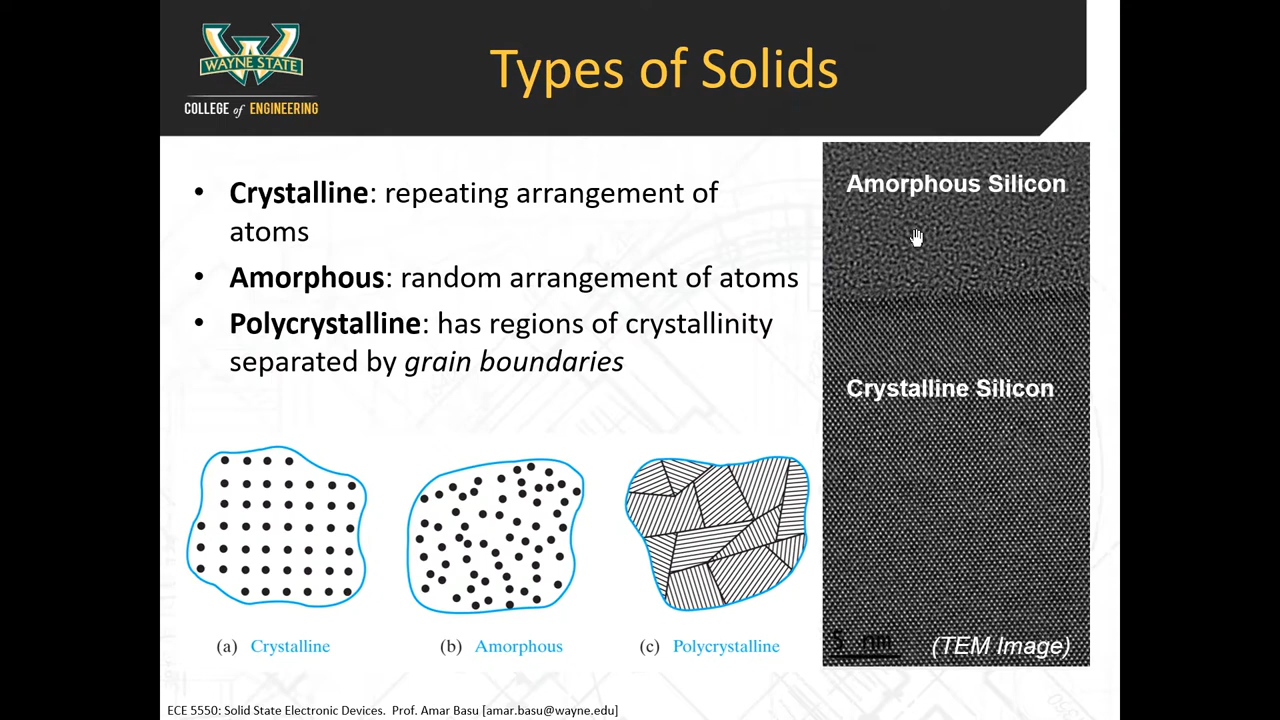 WAYNE STATE
COLLEGE of ENGINEERING
Types of Solids
• Crystalline: repeating arrangement of
atoms
• Amorphous: random arrangement of atoms
• Polycrystalline: has regions of crystallinity
separated by grain boundaries
Amorphous Silicon
Crystalline Silicon
5 nm
(TEM Image)
(a) Crystalline
(b) Amorphous
(c) Polycrystalline
ECE 5550: Solid State Electronic Devices. Prof. Amar Basu [amar.basu@wayne.edu]